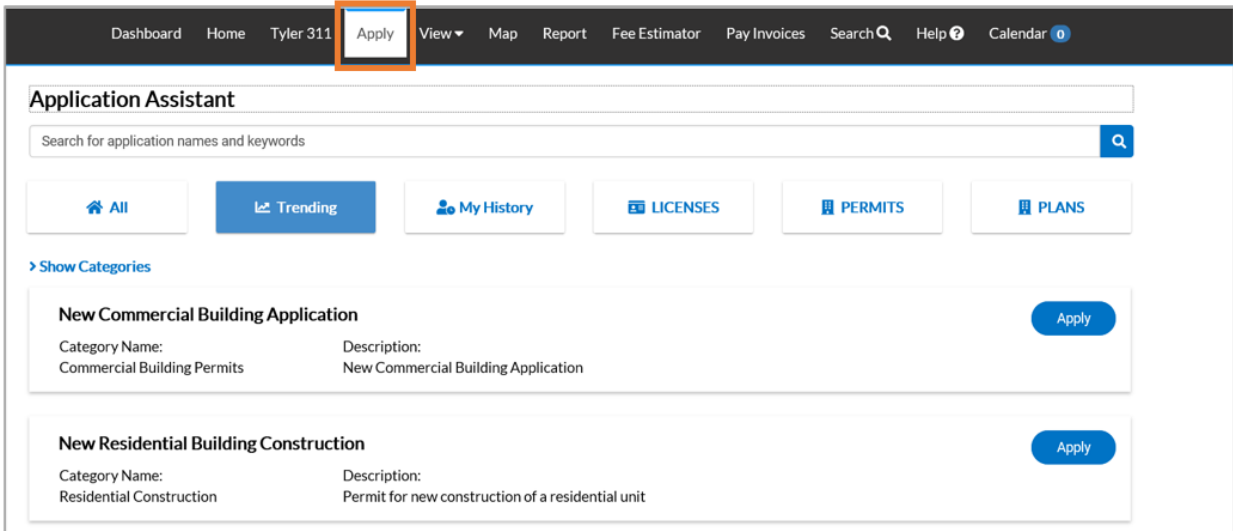 Dashboard Home Tyler 311 Apply View Map Report Fee Estimator Pay Invoices Search Help Calendar 0
Application Assistant
Search for application names and keywords
All Trending My History LICENSES PERMITS PLANS
Show Categories
New Commercial Building Application Apply
Category Name: Description:
Commercial Building Permits New Commercial Building Application
New Residential Building Construction Apply
Category Name: Description:
Residential Construction Permit for new construction of a residential unit